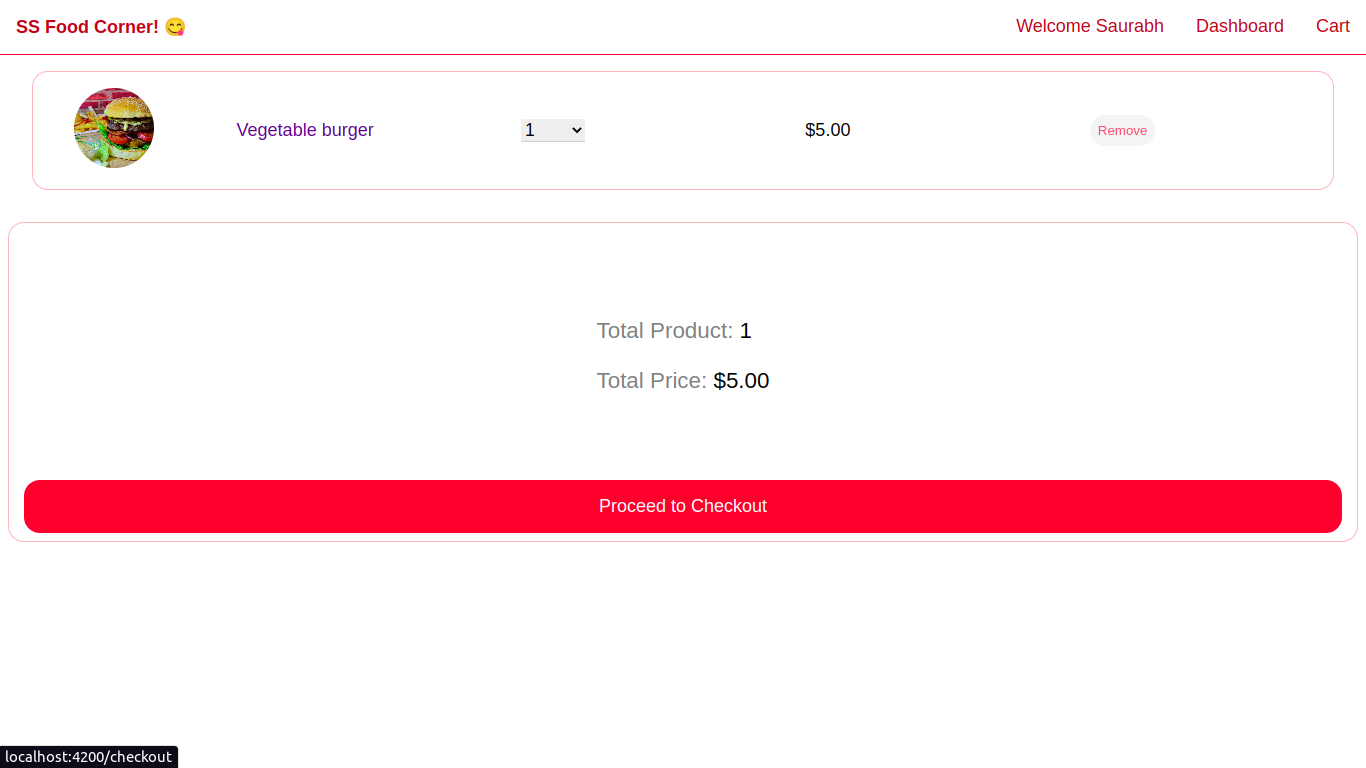 SS Food Corner! 😋 Welcome Saurabh Dashboard Cart
Vegetable burger 1 $5.00 Remove
Total Product: 1
Total Price: $5.00
Proceed to Checkout
localhost:4200/checkout